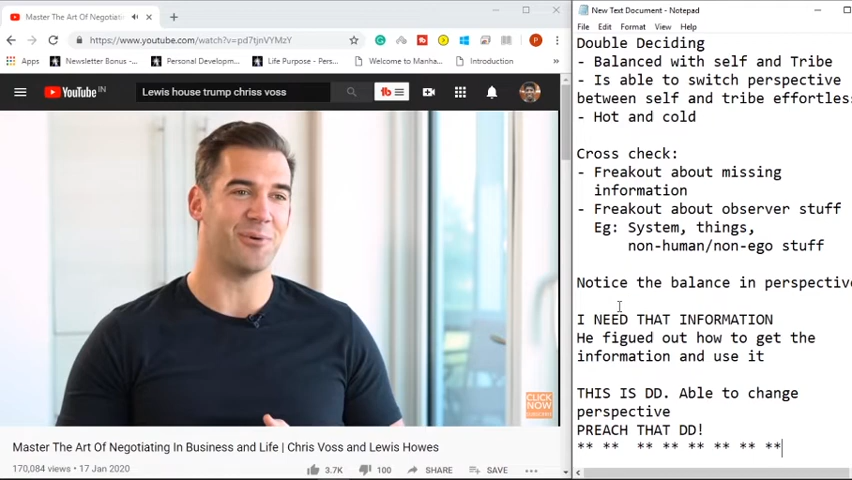 Master The Art Of Negotiatin
https://www.youtube.com/watch?v=pd7tjnVYMzY
Apps
Newsletter Bonus -...
Personal Developm...
Life Purpose - Pers...
Welcome to Manha...
Introduction
YouTube IN
Lewis house trump chriss voss
CLICK
NOW
Master The Art Of Negotiating In Business and Life | Chris Voss and Lewis Howes
170,084 views • 17 Jan 2020
3.7K
100
SHARE
SAVE
New Text Document - Notepad
File Edit Format View Help
Double Deciding
- Balanced with self and Tribe
- Is able to switch perspective
between self and tribe effortles
- Hot and cold
Cross check:
- Freakout about missing
information
- Freakout about observer stuff
Eg: System, things,
non-human/non-ego stuff
Notice the balance in perspective
I NEED THAT INFORMATION
He figued out how to get the
information and use it
THIS IS DD. Able to change
perspective
PREACH THAT DD!
** ** ** ** ** ** ** **